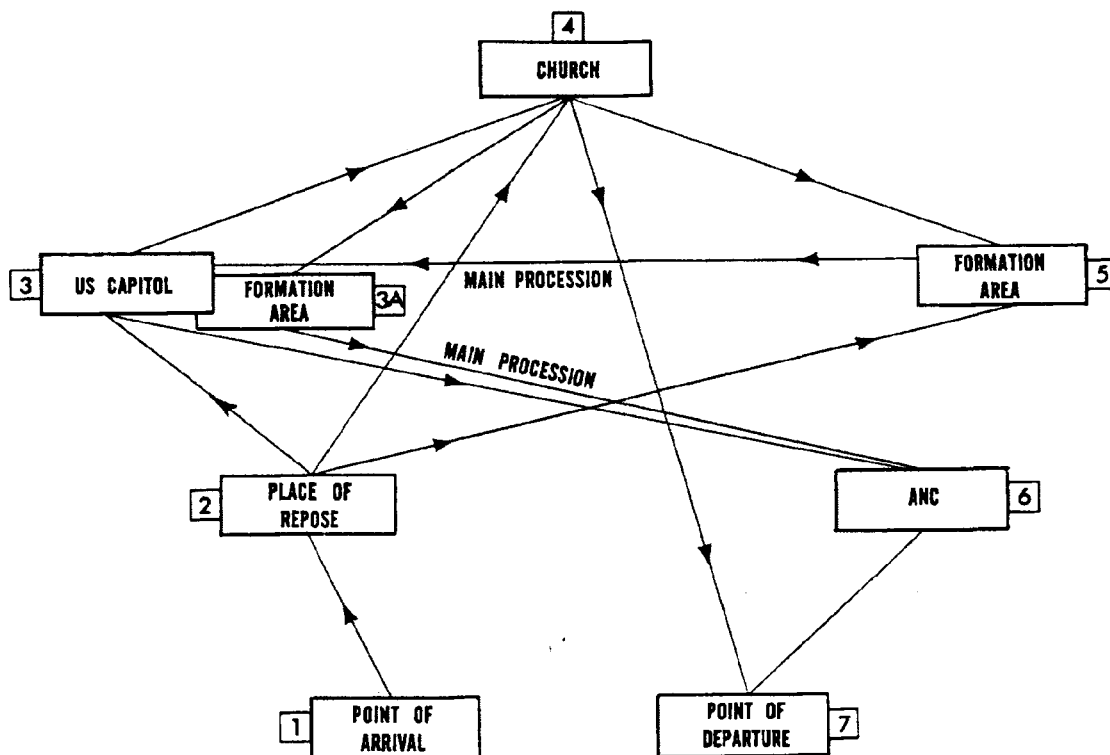 4
CHURCH
3
US CAPITOL
FORMATION
AREA
3A
MAIN PROCESSION
FORMATION
AREA
5
MAIN PROCESSION
2
PLACE OF
REPOSE
ANC
6
1
POINT OF
ARRIVAL
POINT OF
DEPARTURE
7